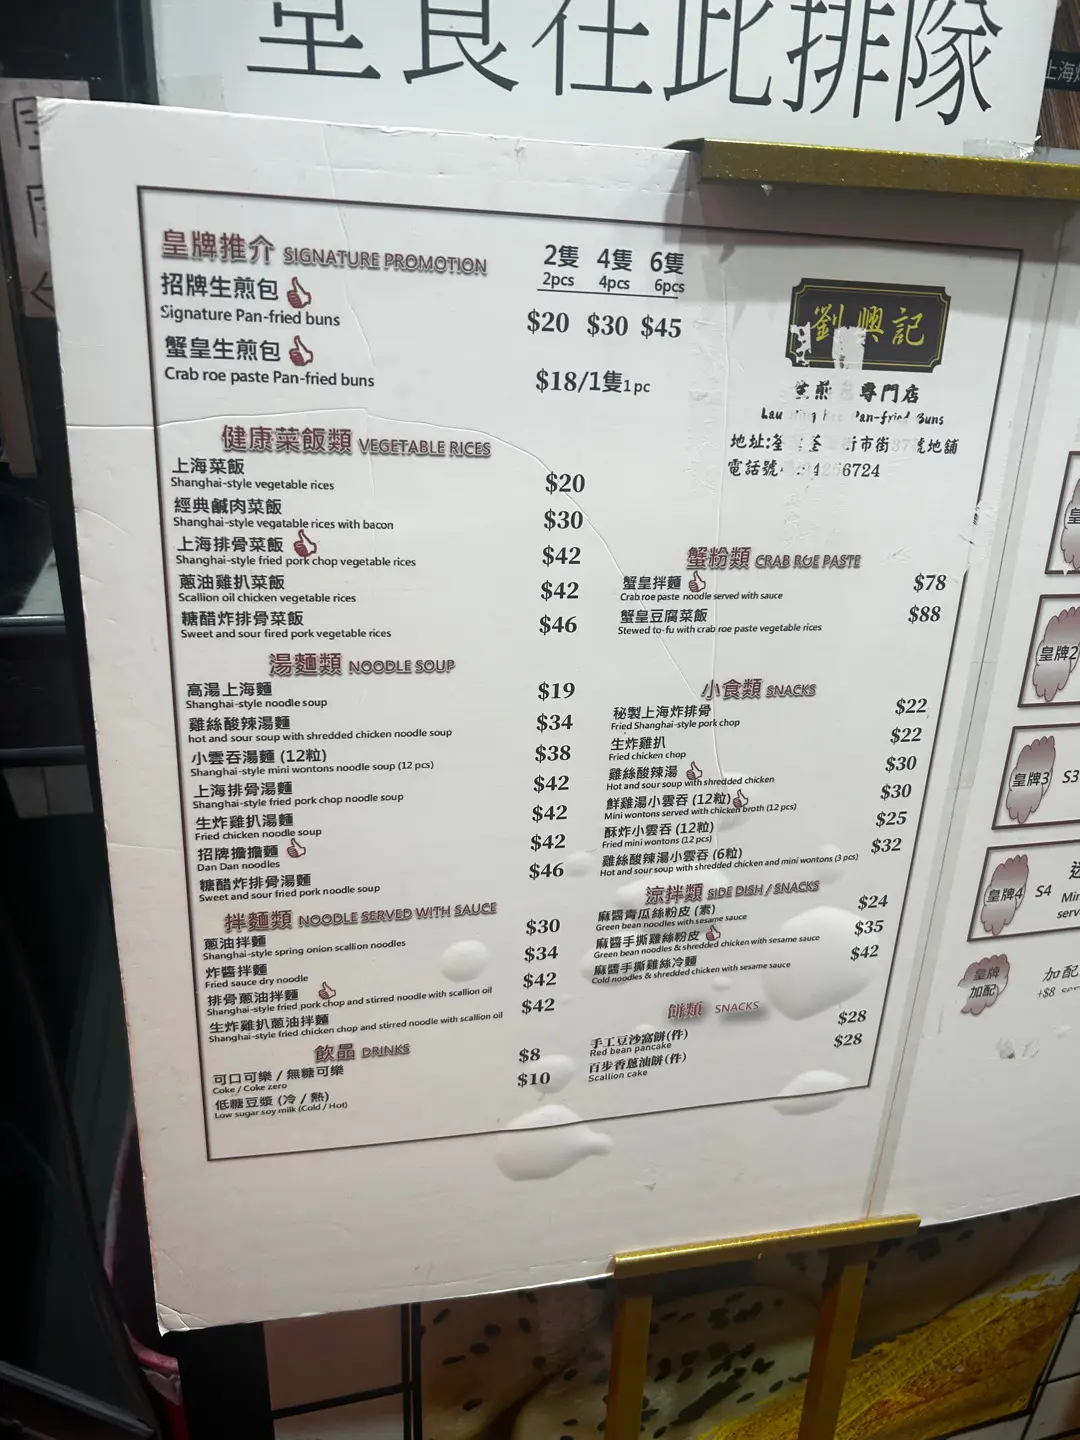 堂食在此排隊
皇牌推介 SIGNATURE PROMOTION
2隻 4隻 6隻
2pcs 4pcs 6pcs
招牌生煎包
Signature Pan-fried buns
$20 $30 $45
蟹皇生煎包
Crab roe paste Pan-fried buns
$18/1隻1pc
劉興記
生煎 專門店
Lau Hing kee Pan-fried Buns
地址:荃 荃 街市街37號地舖
電話號 6724
健康菜飯類 VEGETABLE RICES
上海菜飯 $20
Shanghai-style vegetable rices
經典鹹肉菜飯 $30
Shanghai-style vegatable rices with bacon
上海排骨菜飯 $42
Shanghai-style fried pork chop vegetable rices
蔥油雞扒菜飯 $42
Scallion oil chicken vegetable rices
糖醋炸排骨菜飯 $46
Sweet and sour fired pork vegetable rices
湯麵類 NOODLE SOUP
高湯上海麵 $19
Shanghai-style noodle soup
雞絲酸辣湯麵 $34
hot and sour soup with shredded chicken noodle soup
小雲吞湯麵 (12粒) $38
Shanghai-style mini wontons noodle soup (12 pcs)
上海排骨湯麵 $42
Shanghai-style fried pork chop noodle soup
生炸雞扒湯麵 $42
Fried chicken noodle soup
招牌擔擔麵 $42
Dan Dan noodles
糖醋炸排骨湯麵 $46
Sweet and sour fried pork noodle soup
拌麵類 NOODLE SERVED WITH SAUCE
蔥油拌麵 $30
Shanghai-style spring onion scallion noodles
炸醬拌麵 $34
Fried sauce dry noodle
排骨蔥油拌麵 $42
Shanghai-style fried pork chop and stirred noodle with scallion oil
生炸雞扒蔥油拌麵 $42
Shanghai-style fried chicken chop and stirred noodle with scallion oil
飲品 DRINKS
可口可樂 / 無糖可樂 $8
Coke / Coke zero
低糖豆漿 (冷 / 熱) $10
Low sugar soy milk (Cold / Hot)
蟹粉類 CRAB ROE PASTE
蟹皇拌麵 $78
Crab roe paste noodle served with sauce
蟹皇豆腐菜飯 $88
Stewed to-fu with crab roe paste vegetable rices
小食類 SNACKS
秘製上海炸排骨 $22
Fried Shanghai-style pork chop
生炸雞扒 $22
Fried chicken chop
雞絲酸辣湯 $30
Hot and sour soup with shredded chicken
鮮雞湯小雲吞 (12粒) $30
Mini wontons served with chicken broth (12 pcs)
酥炸小雲吞 (12粒) $25
Fried mini wontons (12 pcs)
雞絲酸辣湯小雲吞 (6粒) $32
Hot and sour soup with shredded chicken and mini wontons (3 pcs)
涼拌類 SIDE DISH / SNACKS
麻醬青瓜絲粉皮 (素) $24
Green bean noodles with sesame sauce
麻醬手撕雞絲粉皮 $35
Green bean noodles & shredded chicken with sesame sauce
麻醬手撕雞絲冷麵 $42
Cold noodles & shredded chicken with sesame sauce
餅類 SNACKS
手工豆沙窩餅(件) $28
Red bean pancake
百步香蔥油餅(件) $28
Scallion cake
皇牌2
皇牌3 S3
皇牌4 S4
皇牌
加配
加配
+$8
上海